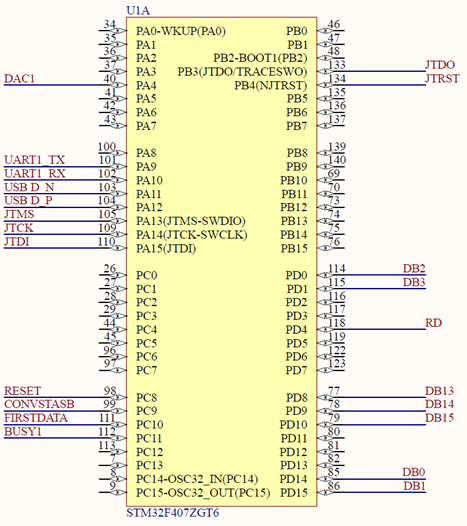 U1A
34 PA0-WKUP(PA0) PB0 46
35 PA1 PB1 47
36 PA2 PB2-BOOT1(PB2) 48
37 PA3 PB3(JTDO/TRACESWO) 133 JTDO
DAC1 40 PA4 PB4(NJTRST) 134 JTRST
41 PA5 PB5 135
42 PA6 PB6 136
43 PA7 PB7 137
100 PA8 PB8 139
UART1_TX 101 PA9 PB9 140
UART1_RX 102 PA10 PB10 69
USB D_N 103 PA11 PB11 70
USB D_P 104 PA12 PB12 73
JTMS 105 PA13(JTMS-SWDIO) PB13 74
JTCK 109 PA14(JTCK-SWCLK) PB14 75
JTDI 110 PA15(JTDI) PB15 76
26 PC0 PD0 114 DB2
27 PC1 PD1 115 DB3
28 PC2 PD2 116
29 PC3 PD3 117
44 PC4 PD4 118 RD
45 PC5 PD5 119
96 PC6 PD6 122
97 PC7 PD7 123
RESET 98 PC8 PD8 77 DB13
CONVSTASB 99 PC9 PD9 78 DB14
FIRSTDATA 111 PC10 PD10 79 DB15
BUSY1 112 PC11 PD11 80
113 PC12 PD12 81
7 PC13 PD13 82
8 PC14-OSC32_IN(PC14) PD14 85 DB0
9 PC15-OSC32_OUT(PC15) PD15 86 DB1
STM32F407ZGT6